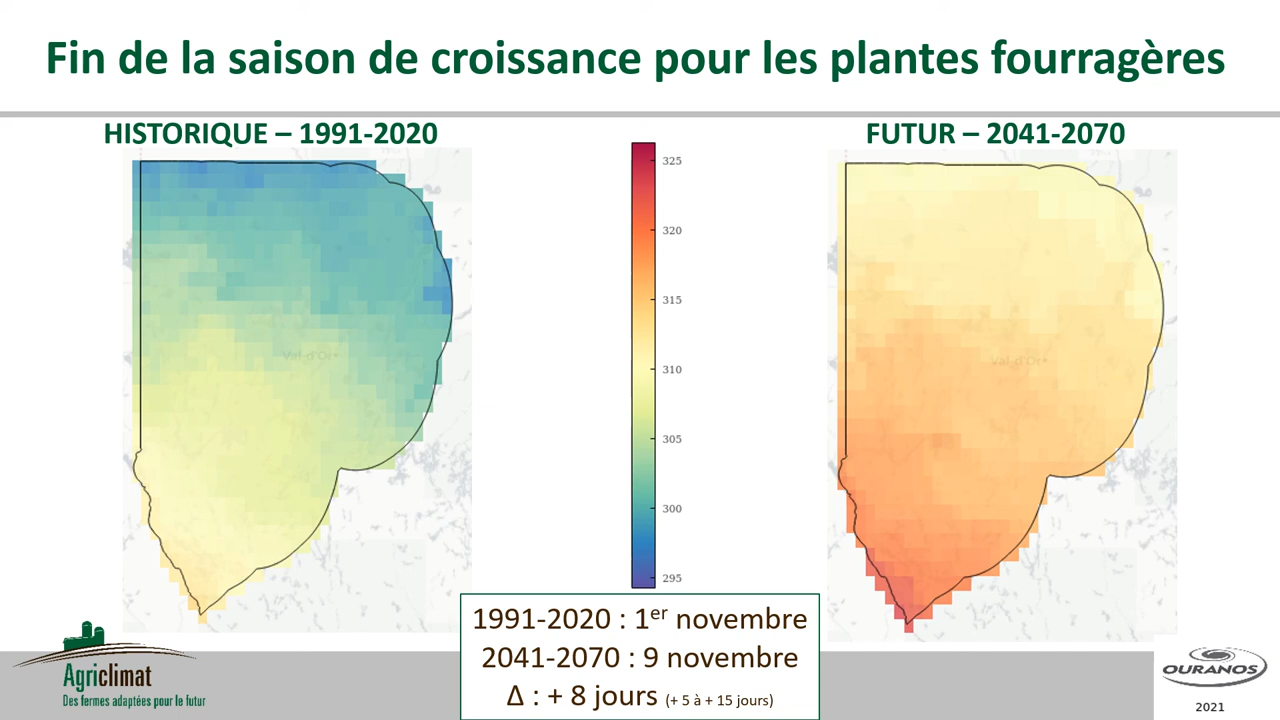 Fin de la saison de croissance pour les plantes fourragères
HISTORIQUE – 1991-2020
FUTUR – 2041-2070
325
320
315
310
305
300
295
Val-d'Or
Val-d'Or
1991-2020 : 1er novembre
2041-2070 : 9 novembre
Δ : + 8 jours (+ 5 à + 15 jours)
Agriclimat
Des fermes adaptées pour le futur
OURANOS
2021